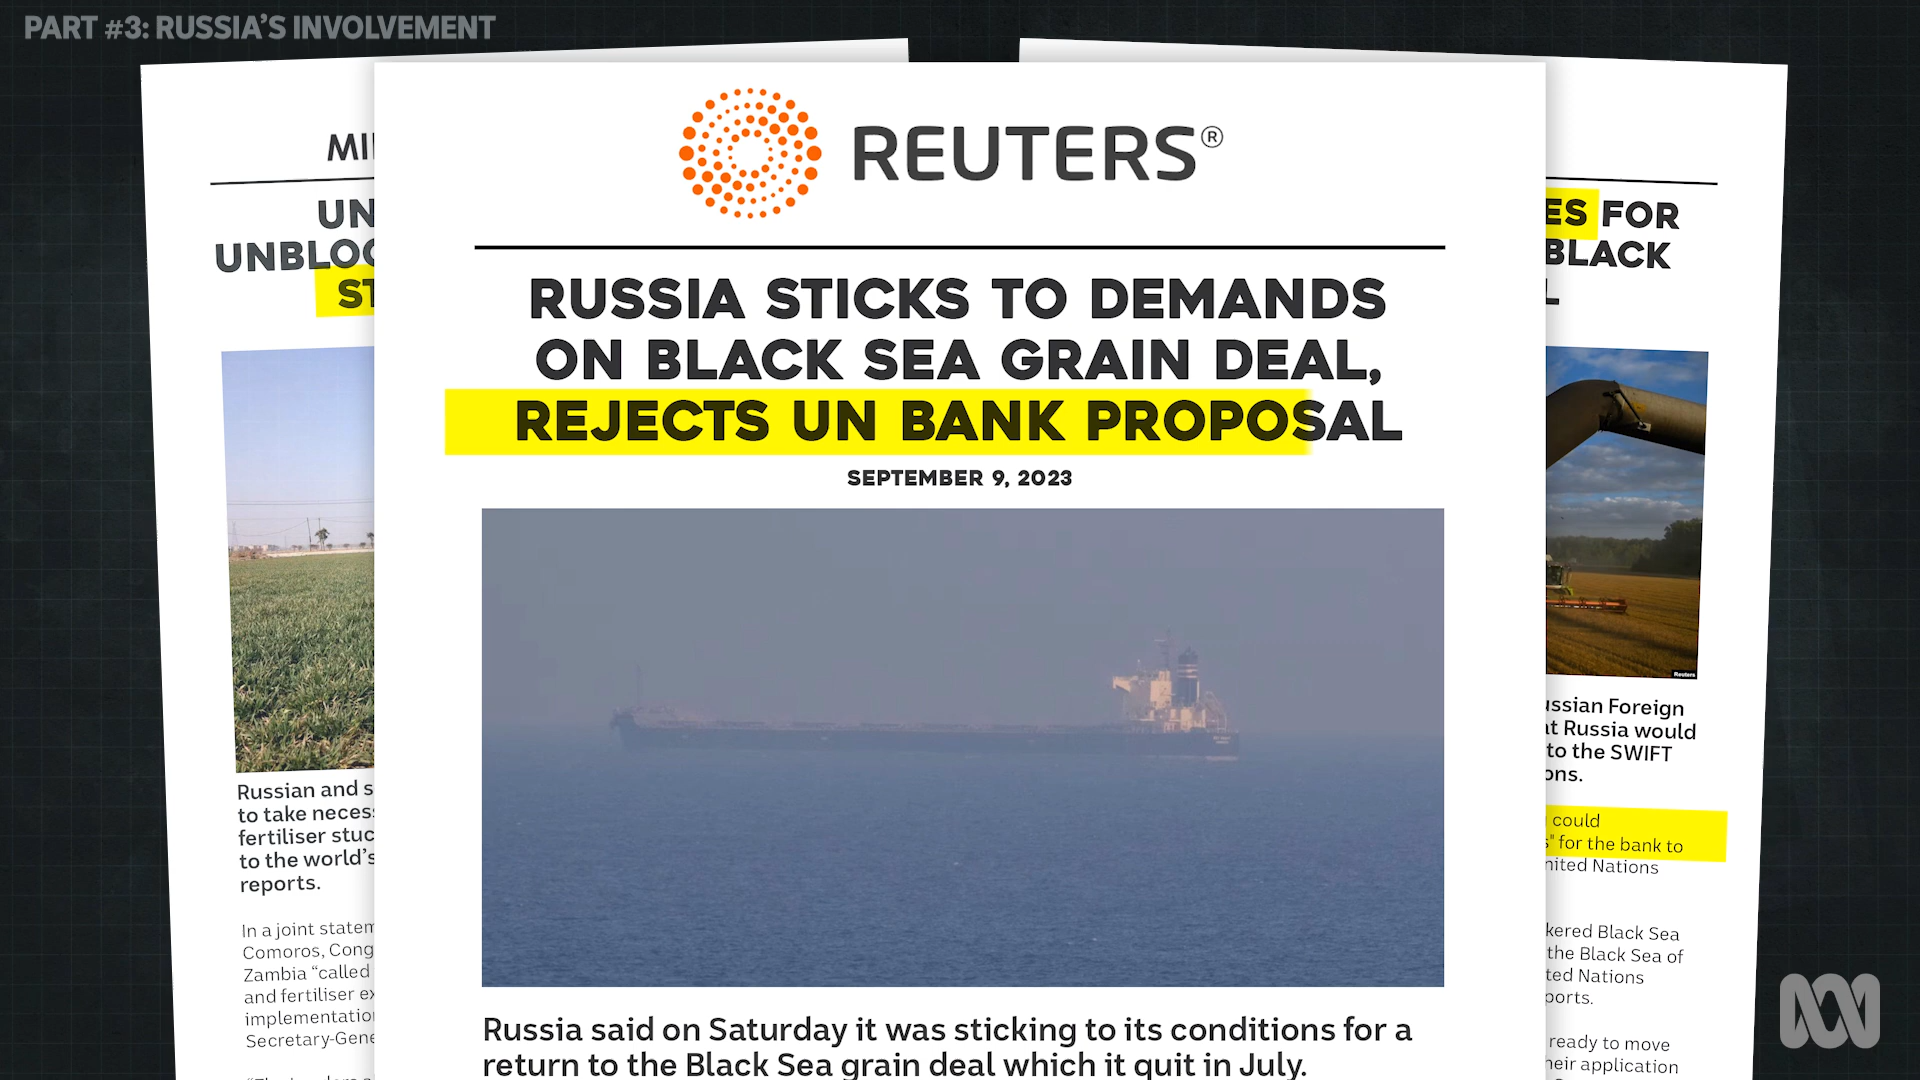 PART #3: RUSSIA'S INVOLVEMENT
REUTERS®
RUSSIA STICKS TO DEMANDS
ON BLACK SEA GRAIN DEAL,
REJECTS UN BANK PROPOSAL
SEPTEMBER 9, 2023
Russia said on Saturday it was sticking to its conditions for a
return to the Black Sea grain deal which it quit in July.
MI
UN
UNBLOC
ST
Russian and s
to take neces
fertiliser stuc
to the world's
reports.
In a joint statem
Comoros, Cong
Zambia “called
and fertiliser ex
implementatio
Secretary-Gene
ES FOR
BLACK
L
Reuters
ussian Foreign
at Russia would
to the SWIFT
ons.
could
s" for the bank to
nited Nations
kered Black Sea
the Black Sea of
ted Nations
ports.
ready to move
heir application